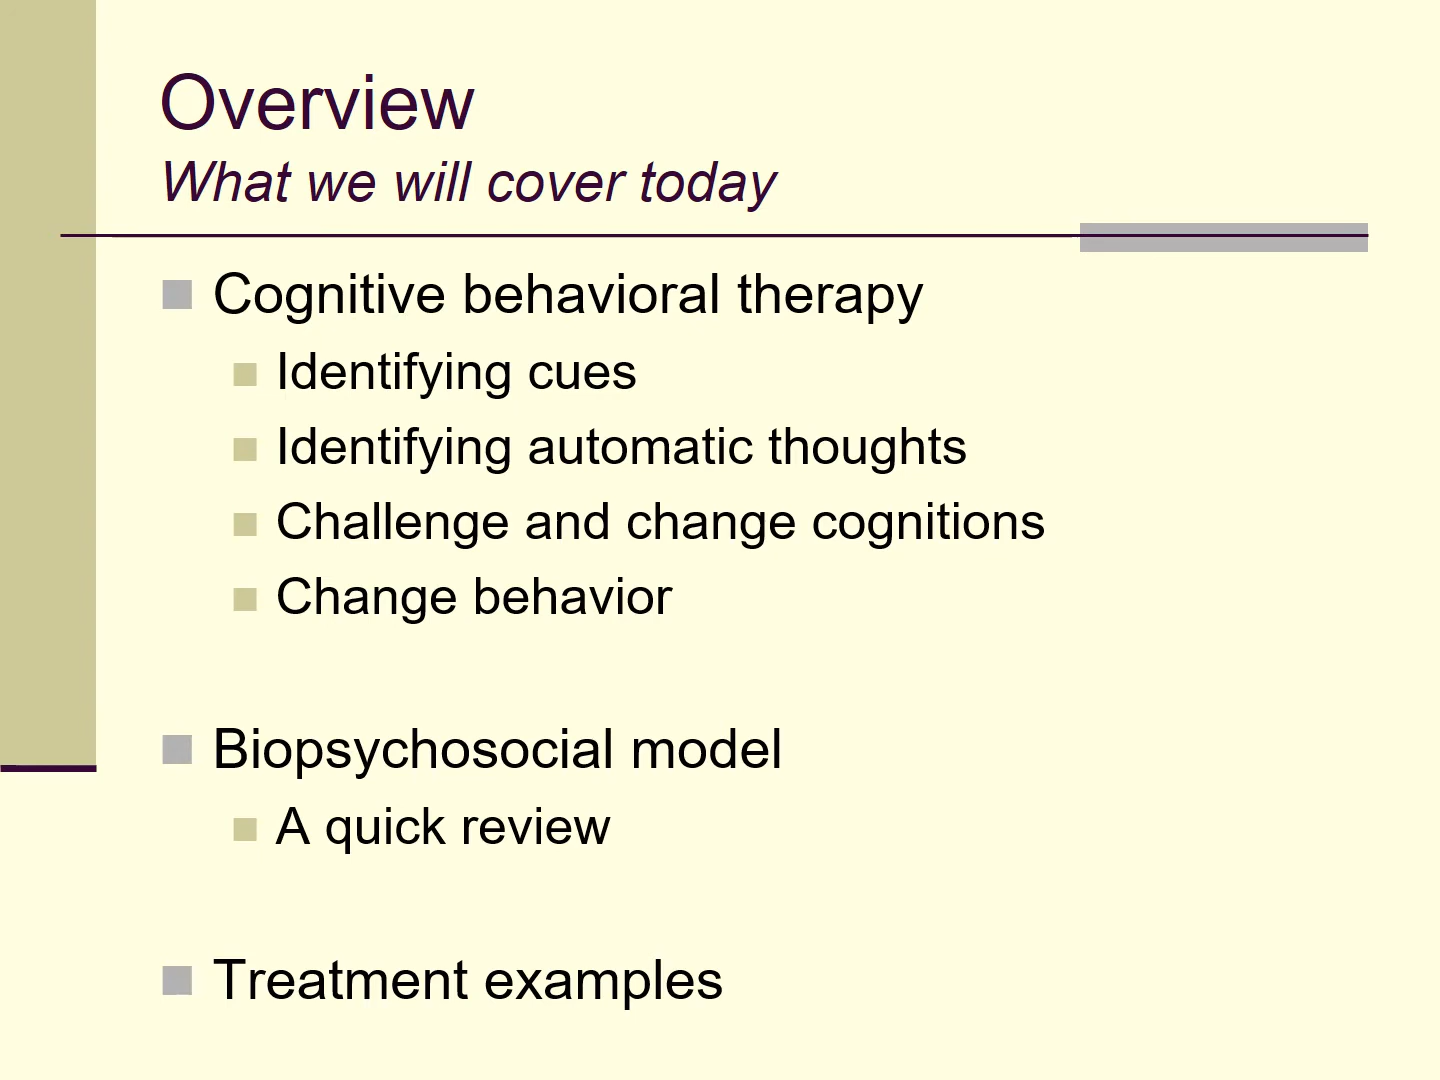 Overview
What we will cover today
Cognitive behavioral therapy
Identifying cues
Identifying automatic thoughts
Challenge and change cognitions
Change behavior
Biopsychosocial model
A quick review
Treatment examples